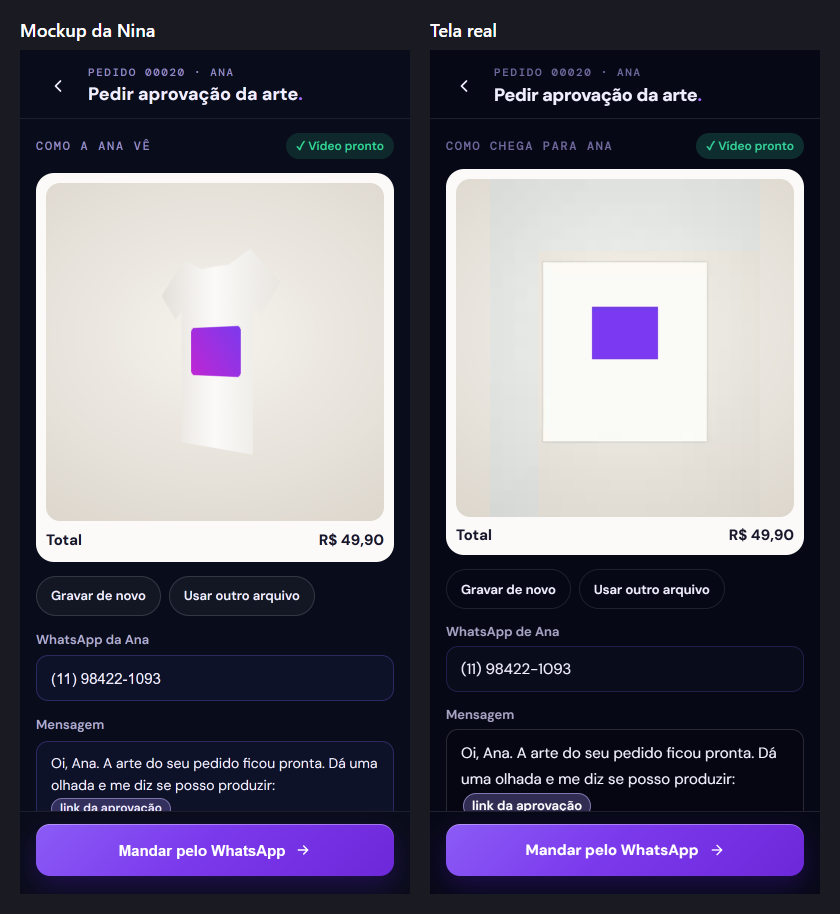 Mockup da Nina
PEDIDO 00020 · ANA
Pedir aprovação da arte.
COMO A ANA VÊ
✓ Vídeo pronto
Total
R$ 49,90
Gravar de novo
Usar outro arquivo
WhatsApp da Ana
(11) 98422-1093
Mensagem
Oi, Ana. A arte do seu pedido ficou pronta. Dá uma
olhada e me diz se posso produzir:
link da aprovação
Mandar pelo WhatsApp →
Tela real
PEDIDO 00020 · ANA
Pedir aprovação da arte.
COMO CHEGA PARA ANA
✓ Vídeo pronto
Total
R$ 49,90
Gravar de novo
Usar outro arquivo
WhatsApp de Ana
(11) 98422-1093
Mensagem
Oi, Ana. A arte do seu pedido ficou pronta. Dá
uma olhada e me diz se posso produzir:
link da aprovação
Mandar pelo WhatsApp →